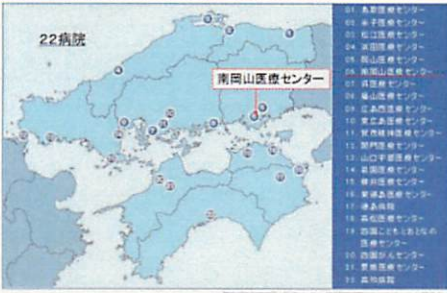 22病院
南岡山医療センター
01 鳥取医療センター
02 米子医療センター
03 松江医療センター
04 浜田医療センター
05 岡山医療センター
06 南岡山医療センター
07 呉医療センター
08 福山医療センター
09 広島西医療センター
10 東広島医療センター
11 賀茂精神医療センター
12 関門医療センター
13 山口宇部医療センター
14 岩国医療センター
15 柳井医療センター
16 東徳島医療センター
17 徳島病院
18 高松医療センター
19 四国こどもとおとなの
医療センター
20 四国がんセンター
21 愛媛医療センター
22 高知病院